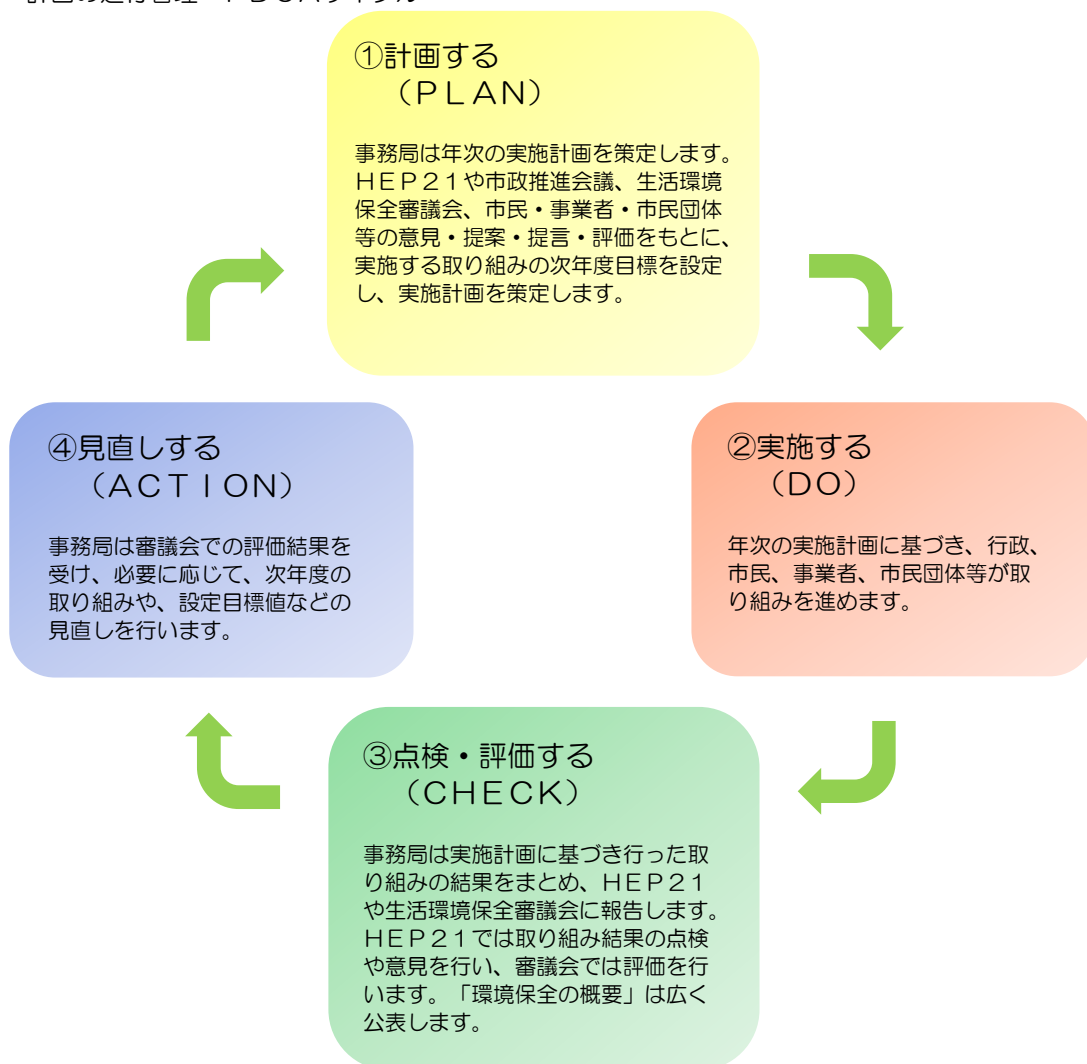 ①計画する
（ＰＬＡＮ）
事務局は年次の実施計画を策定します。
ＨＥＰ２１や市政推進会議、生活環境
保全審議会、市民・事業者・市民団体
等の意見・提案・提言・評価をもとに、
実施する取り組みの次年度目標を設定
し、実施計画を策定します。
②実施する
（ＤＯ）
年次の実施計画に基づき、行政、
市民、事業者、市民団体等が取
り組みを進めます。
③点検・評価する
（ＣＨＥＣＫ）
事務局は実施計画に基づき行った取
り組みの結果をまとめ、ＨＥＰ２１
や生活環境保全審議会に報告します。
ＨＥＰ２１では取り組み結果の点検
や意見を行い、審議会では評価を行
います。「環境保全の概要」は広く
公表します。
④見直しする
（ＡＣＴＩＯＮ）
事務局は審議会での評価結果を
受け、必要に応じて、次年度の
取り組みや、設定目標値などの
見直しを行います。